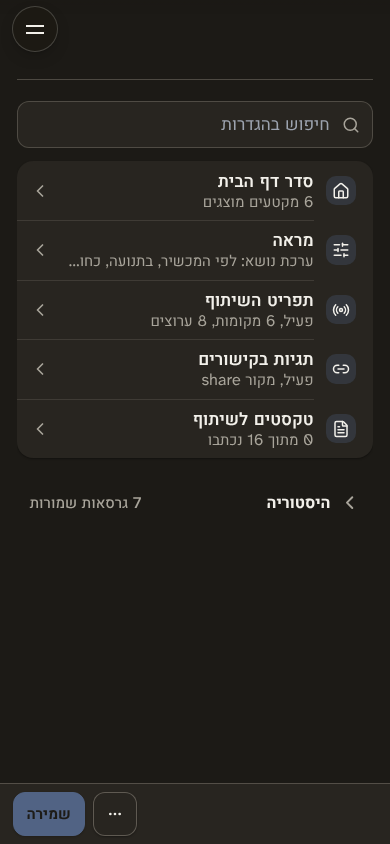 חיפוש בהגדרות
סדר דף הבית
6 מקטעים מוצגים
מראה
ערכת נושא: לפי המכשיר, בתנועה, כחו...
תפריט השיתוף
פעיל, 6 מקומות, 8 ערוצים
תגיות בקישורים
פעיל, מקור share
טקסטים לשיתוף
0 מתוך 16 נכתבו
היסטוריה
7 גרסאות שמורות
שמירה